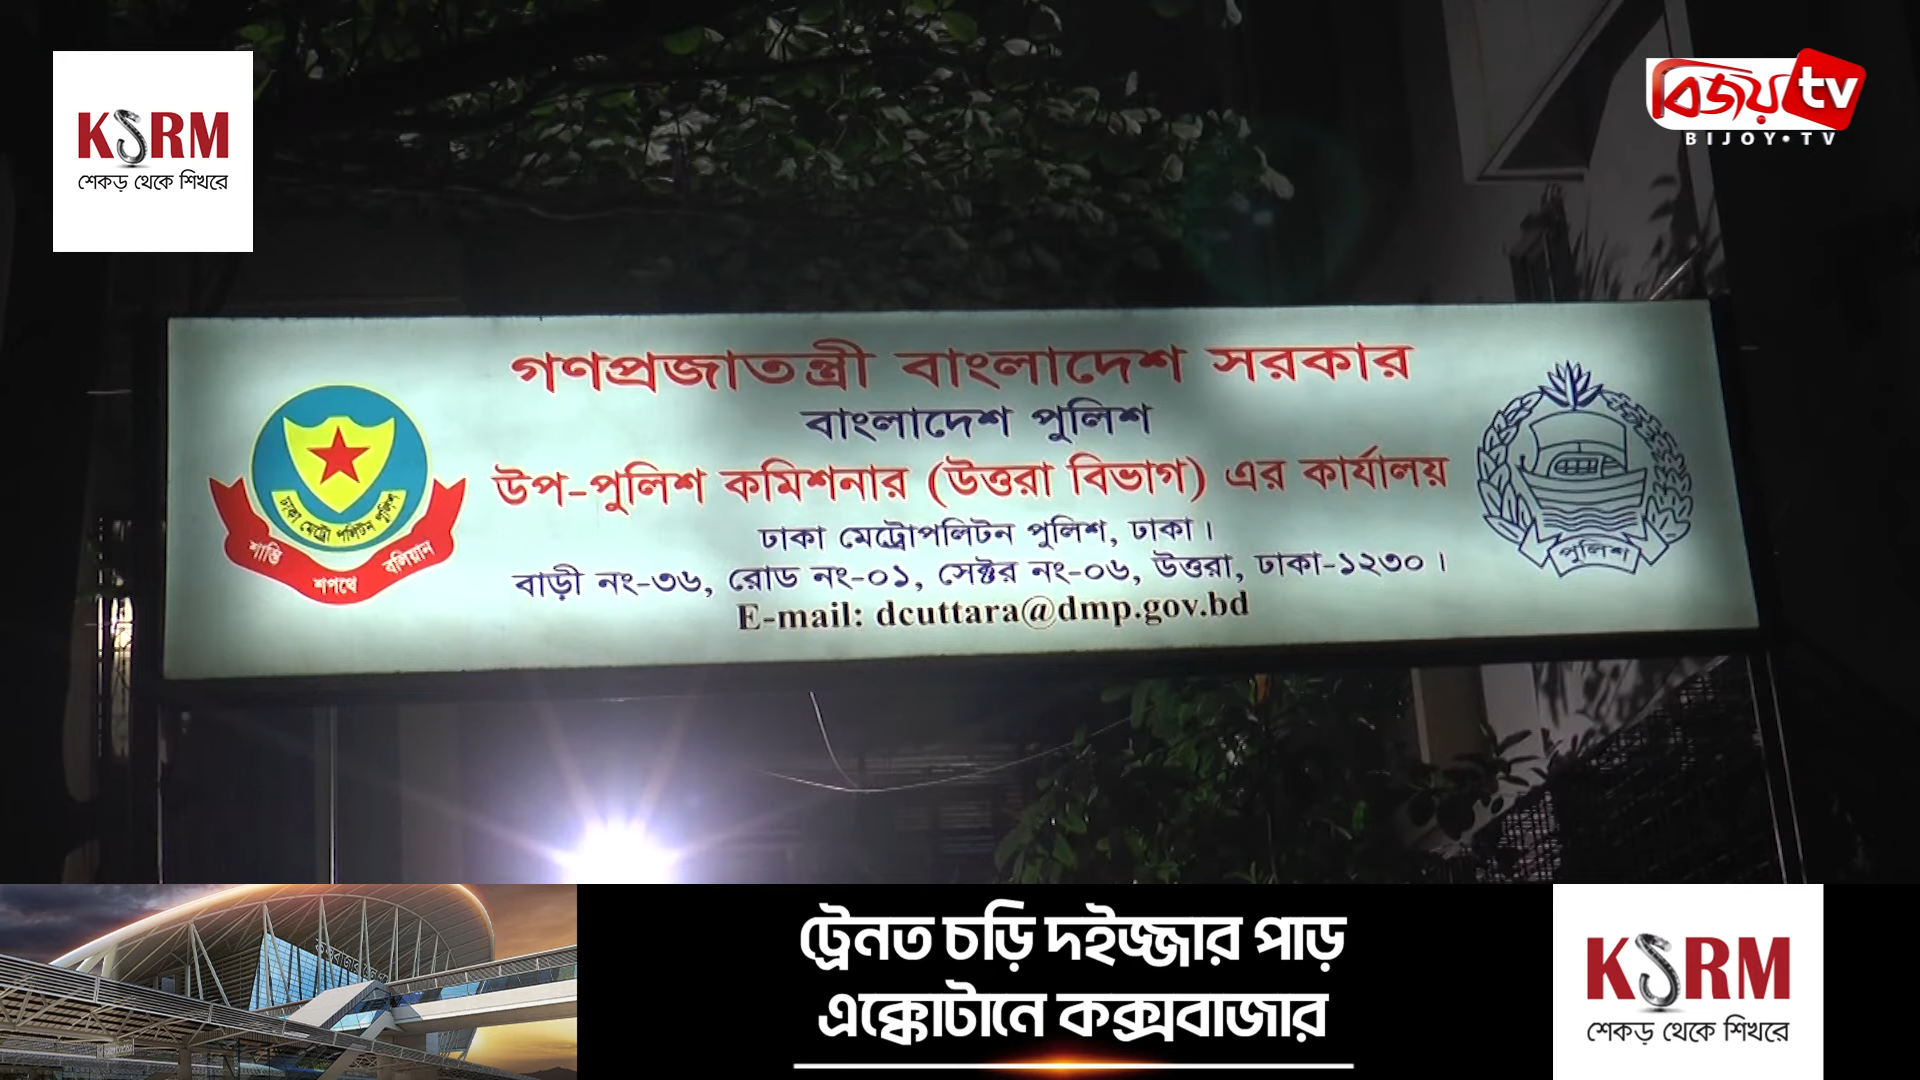 KSRM
শেকড় থেকে শিখরে
বিজয় tv
BIJOY•TV
গণপ্রজাতন্ত্রী বাংলাদেশ সরকার
বাংলাদেশ পুলিশ
উপ-পুলিশ কমিশনার (উত্তরা বিভাগ) এর কার্যালয়
ঢাকা মেট্রোপলিটন পুলিশ, ঢাকা।
বাড়ী নং-৩৬, রোড নং-০১, সেক্টর নং-০৬, উত্তরা, ঢাকা-১২৩০।
E-mail: dcuttara@dmp.gov.bd
ঢাকা মেট্রো পলিটন পুলিশ
শান্তি শপথে বলিয়ান
পুলিশ
ট্রেনত চড়ি দইজ্জার পাড়
এক্কোটানে কক্সবাজার
KSRM
শেকড় থেকে শিখরে